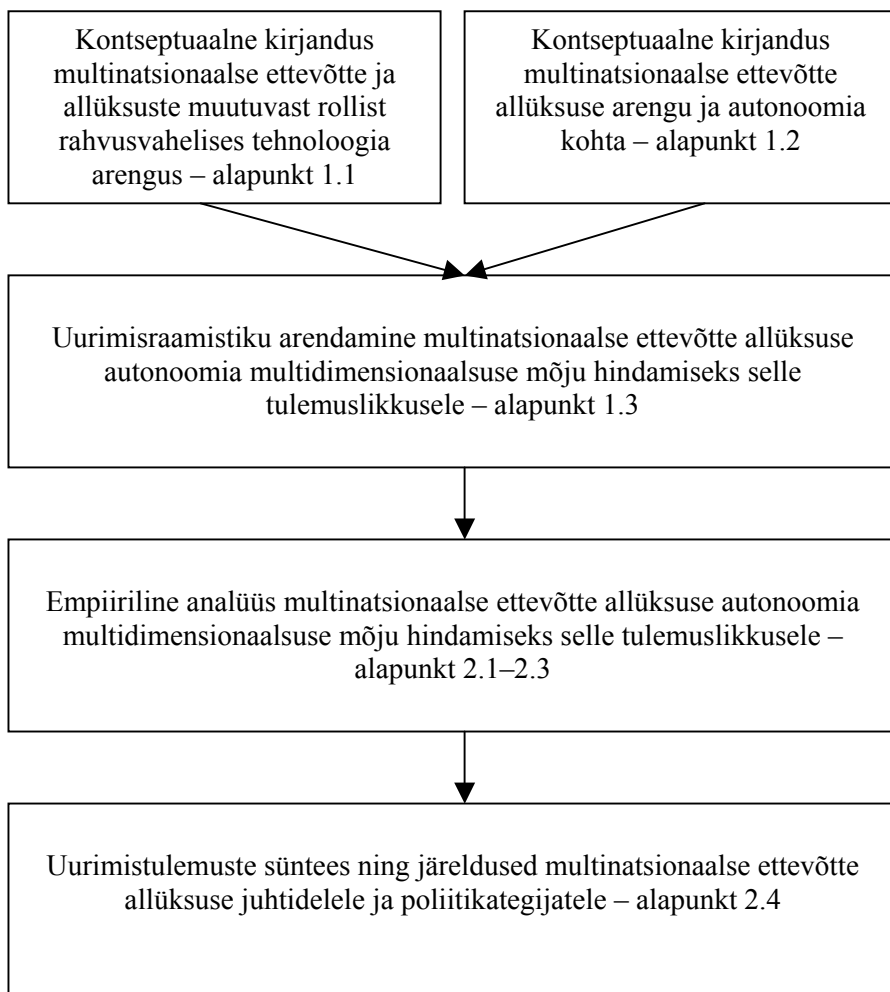 Kontseptuaalne kirjandus
multinatsionaalse ettevõtte ja
allüksuste muutuvast rollist
rahvusvahelises tehnoloogia
arengus – alapunkt 1.1
Kontseptuaalne kirjandus
multinatsionaalse ettevõtte
allüksuse arengu ja autonoomia
kohta – alapunkt 1.2
Uurimisraamistiku arendamine multinatsionaalse ettevõtte allüksuse
autonoomia multidimensionaalsuse mõju hindamiseks selle
tulemuslikkusele – alapunkt 1.3
Empiiriline analüüs multinatsionaalse ettevõtte allüksuse autonoomia
multidimensionaalsuse mõju hindamiseks selle tulemuslikkusele –
alapunkt 2.1–2.3
Uurimistulemuste süntees ning järeldused multinatsionaalse ettevõtte
allüksuse juhtidelele ja poliitikategijatele – alapunkt 2.4